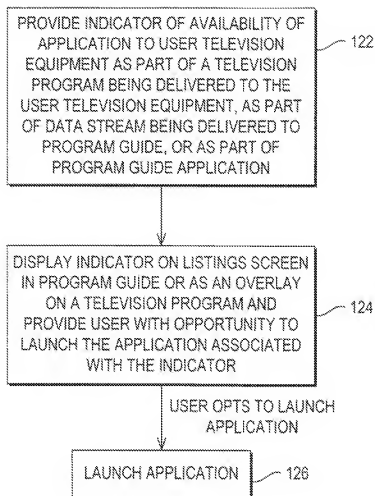 PROVIDE INDICATOR OF AVAILABILITY
OF APPLICATION TO USER TELEVISION
EQUIPMENT AS PART OF A TELEVISION
PROGRAM BEING DELIVERED TO THE
USER TELEVISION EQUIPMENT, AS PART
OF DATA STREAM BEING DELIVERED TO
PROGRAM GUIDE, OR AS PART OF
PROGRAM GUIDE APPLICATION
122
DISPLAY INDICATOR ON LISTINGS SCREEN
IN PROGRAM GUIDE OR AS AN OVERLAY
ON A TELEVISION PROGRAM AND
PROVIDE USER WITH OPPORTUNITY TO
LAUNCH THE APPLICATION ASSOCIATED
WITH THE INDICATOR
124
USER OPTS TO LAUNCH
APPLICATION
LAUNCH APPLICATION
126